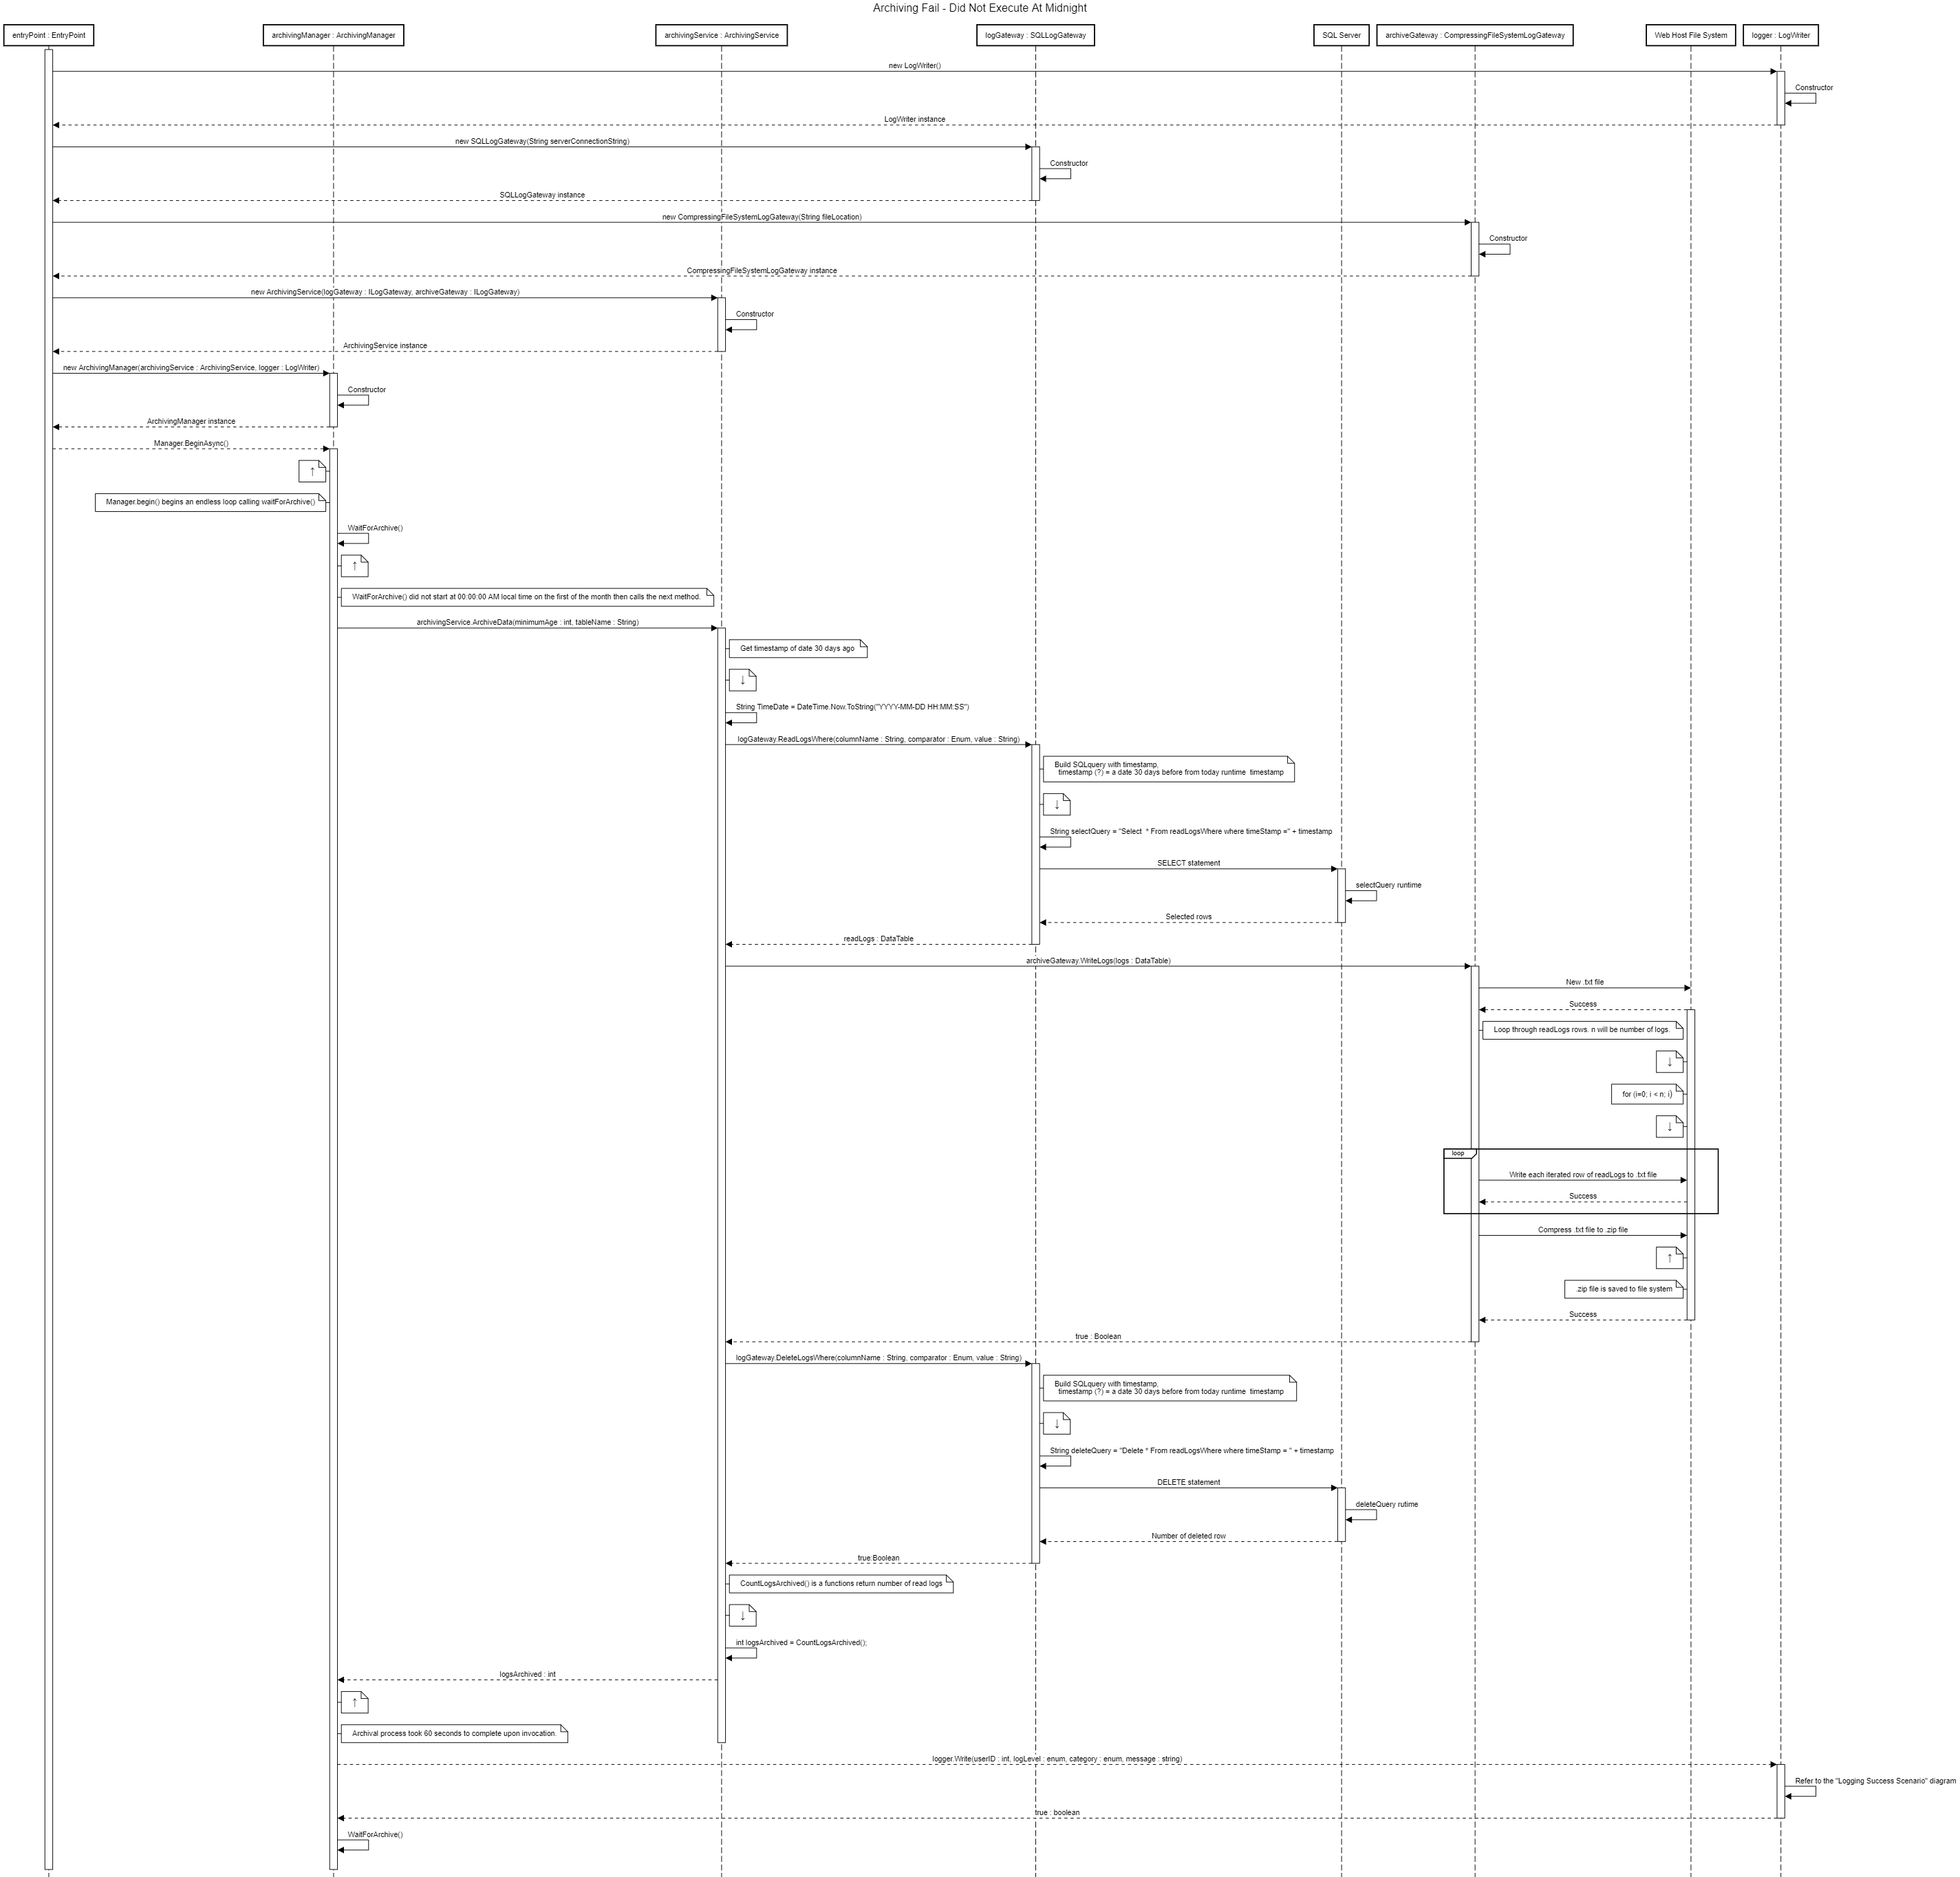 Archiving Fail - Did Not Execute At Midnight
entryPoint : EntryPoint
archivingManager : ArchivingManager
archivingService : ArchivingService
logGateway : SQLLogGateway
SQL Server
archiveGateway : CompressingFileSystemLogGateway
Web Host File System
logger : LogWriter
new LogWriter()
Constructor
LogWriter instance
new SQLLogGateway(String serverConnectionString)
Constructor
SQLLogGateway instance
new CompressingFileSystemLogGateway(String fileLocation)
Constructor
CompressingFileSystemLogGateway instance
new ArchivingService(logGateway : ILogGateway, archiveGateway : ILogGateway)
Constructor
ArchivingService instance
new ArchivingManager(archivingService : ArchivingService, logger : LogWriter)
Constructor
ArchivingManager instance
Manager.BeginAsync()
↑
Manager.begin() begins an endless loop calling waitForArchive()
WaitForArchive()
↑
WaitForArchive() did not start at 00:00:00 AM local time on the first of the month then calls the next method.
archivingService.ArchiveData(minimumAge : int, tableName : String)
Get timestamp of date 30 days ago
↓
String TimeDate = DateTime.Now.ToString("YYYY-MM-DD HH:MM:SS")
logGateway.ReadLogsWhere(columnName : String, comparator : Enum, value : String)
Build SQLquery with timestamp,
timestamp (?) = a date 30 days before from today runtime timestamp
↓
String selectQuery = "Select * From readLogsWhere where timeStamp =" + timestamp
SELECT statement
selectQuery runtime
Selected rows
readLogs : DataTable
archiveGateway.WriteLogs(logs : DataTable)
New .txt file
Success
Loop through readLogs rows. n will be number of logs.
↓
for (i=0; i < n; i)
↓
loop
Write each iterated row of readLogs to .txt file
Success
Compress .txt file to .zip file
↑
.zip file is saved to file system
Success
true : Boolean
logGateway.DeleteLogsWhere(columnName : String, comparator : Enum, value : String)
Build SQLquery with timestamp,
timestamp (?) = a date 30 days before from today runtime timestamp
↓
String deleteQuery = "Delete * From readLogsWhere where timeStamp = " + timestamp
DELETE statement
deleteQuery rutime
Number of deleted row
true:Boolean
CountLogsArchived() is a functions return number of read logs
↓
int logsArchived = CountLogsArchived();
logsArchived : int
↑
Archival process took 60 seconds to complete upon invocation.
logger.Write(userID : int, logLevel : enum, category : enum, message : string)
Refer to the "Logging Success Scenario" diagram
true : boolean
WaitForArchive()